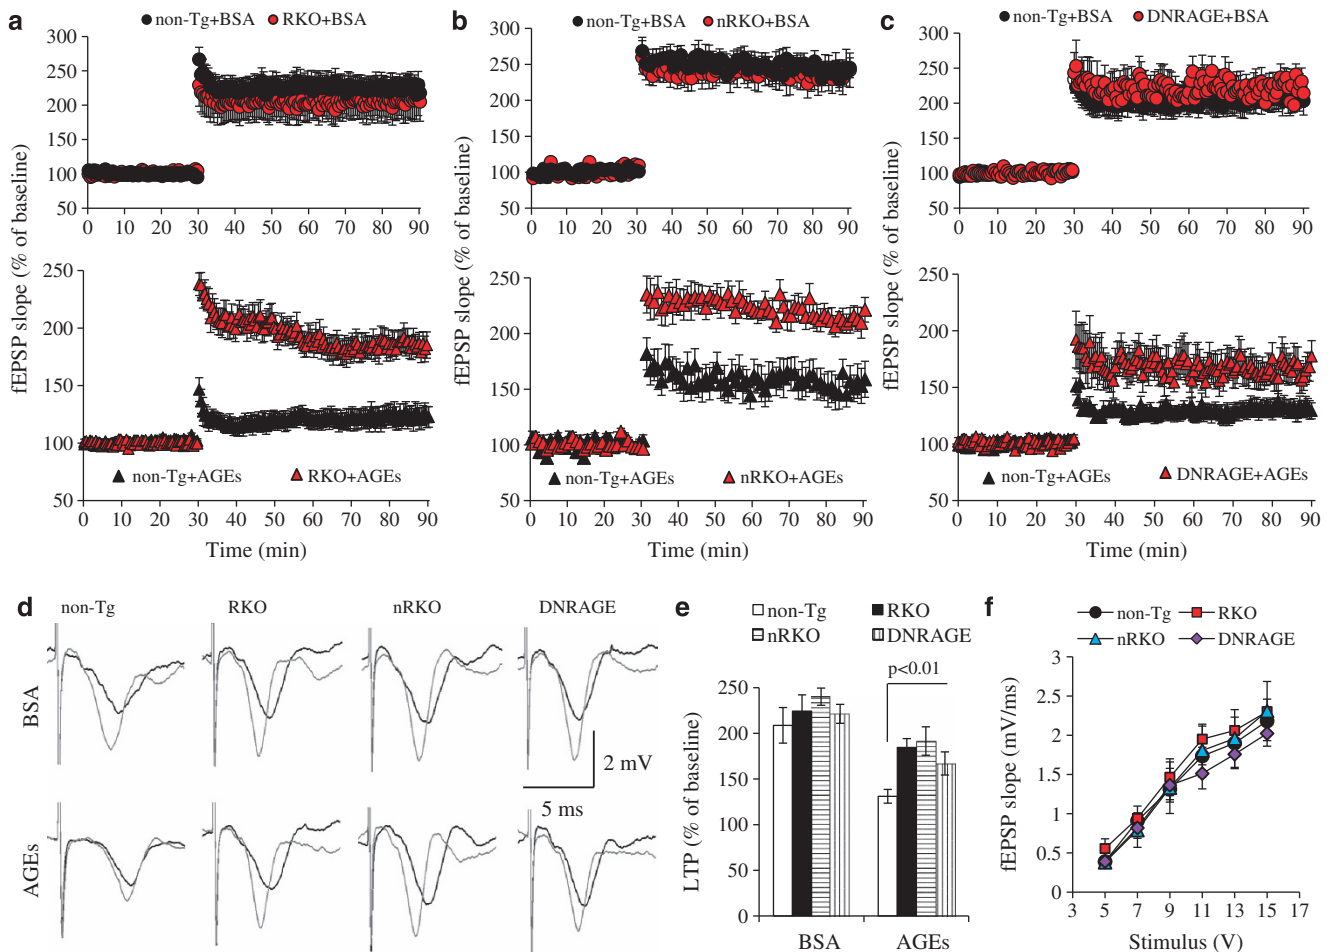 a
non-Tg+BSA RKO+BSA
300
250
200
150
100
50
0 10 20 30 40 50 60 70 80 90
250
200
150
100
50
non-Tg+AGEs RKO+AGEs
0 10 20 30 40 50 60 70 80 90
Time (min)
fEPSP slope (% of baseline)
b
non-Tg+BSA nRKO+BSA
300
250
200
150
100
50
0 10 20 30 40 50 60 70 80 90
250
200
150
100
50
non-Tg+AGEs nRKO+AGEs
0 10 20 30 40 50 60 70 80 90
Time (min)
fEPSP slope (% of baseline)
c
non-Tg+BSA DNRAGE+BSA
300
250
200
150
100
50
0 10 20 30 40 50 60 70 80 90
250
200
150
100
50
non-Tg+AGEs DNRAGE+AGEs
0 10 20 30 40 50 60 70 80 90
Time (min)
fEPSP slope (% of baseline)
d
non-Tg RKO nRKO DNRAGE
BSA
2 mV
5 ms
AGEs
e
non-Tg RKO
nRKO DNRAGE
p<0.01
250
200
150
100
50
0
BSA AGEs
LTP (% of baseline)
f
non-Tg RKO
nRKO DNRAGE
3
2.5
2
1.5
1
0.5
0
3 5 7 9 11 13 15 17
Stimulus (V)
fEPSP slope (mV/ms)